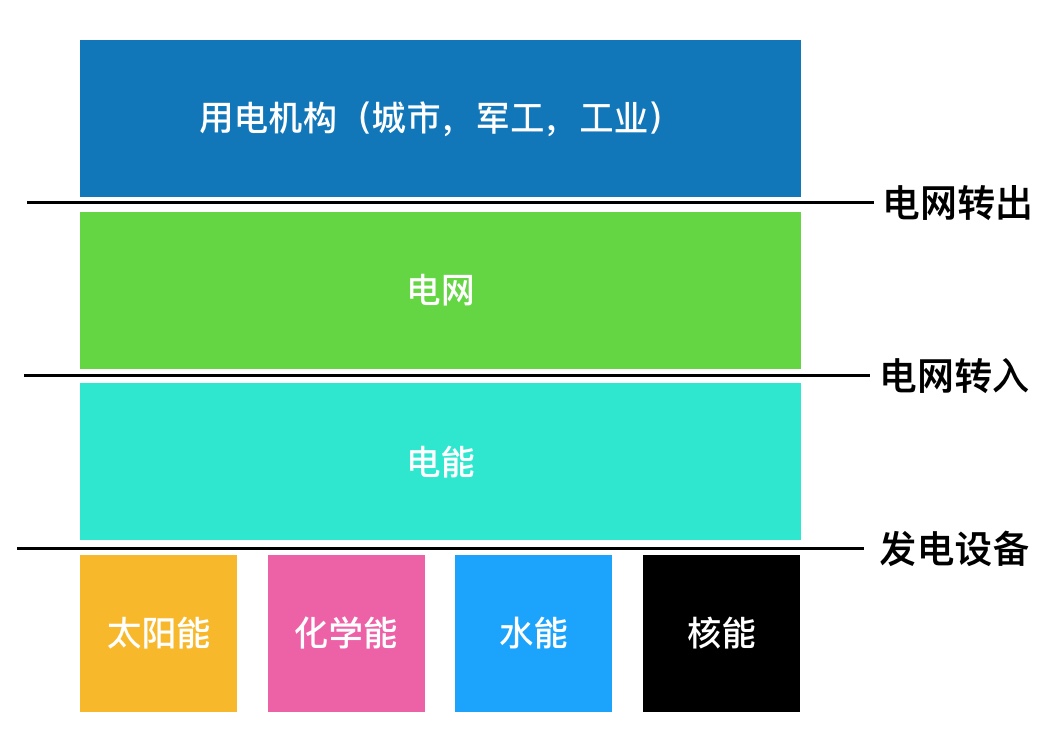 用电机构（城市，军工，工业）
电网转出
电网
电网转入
电能
发电设备
太阳能
化学能
水能
核能